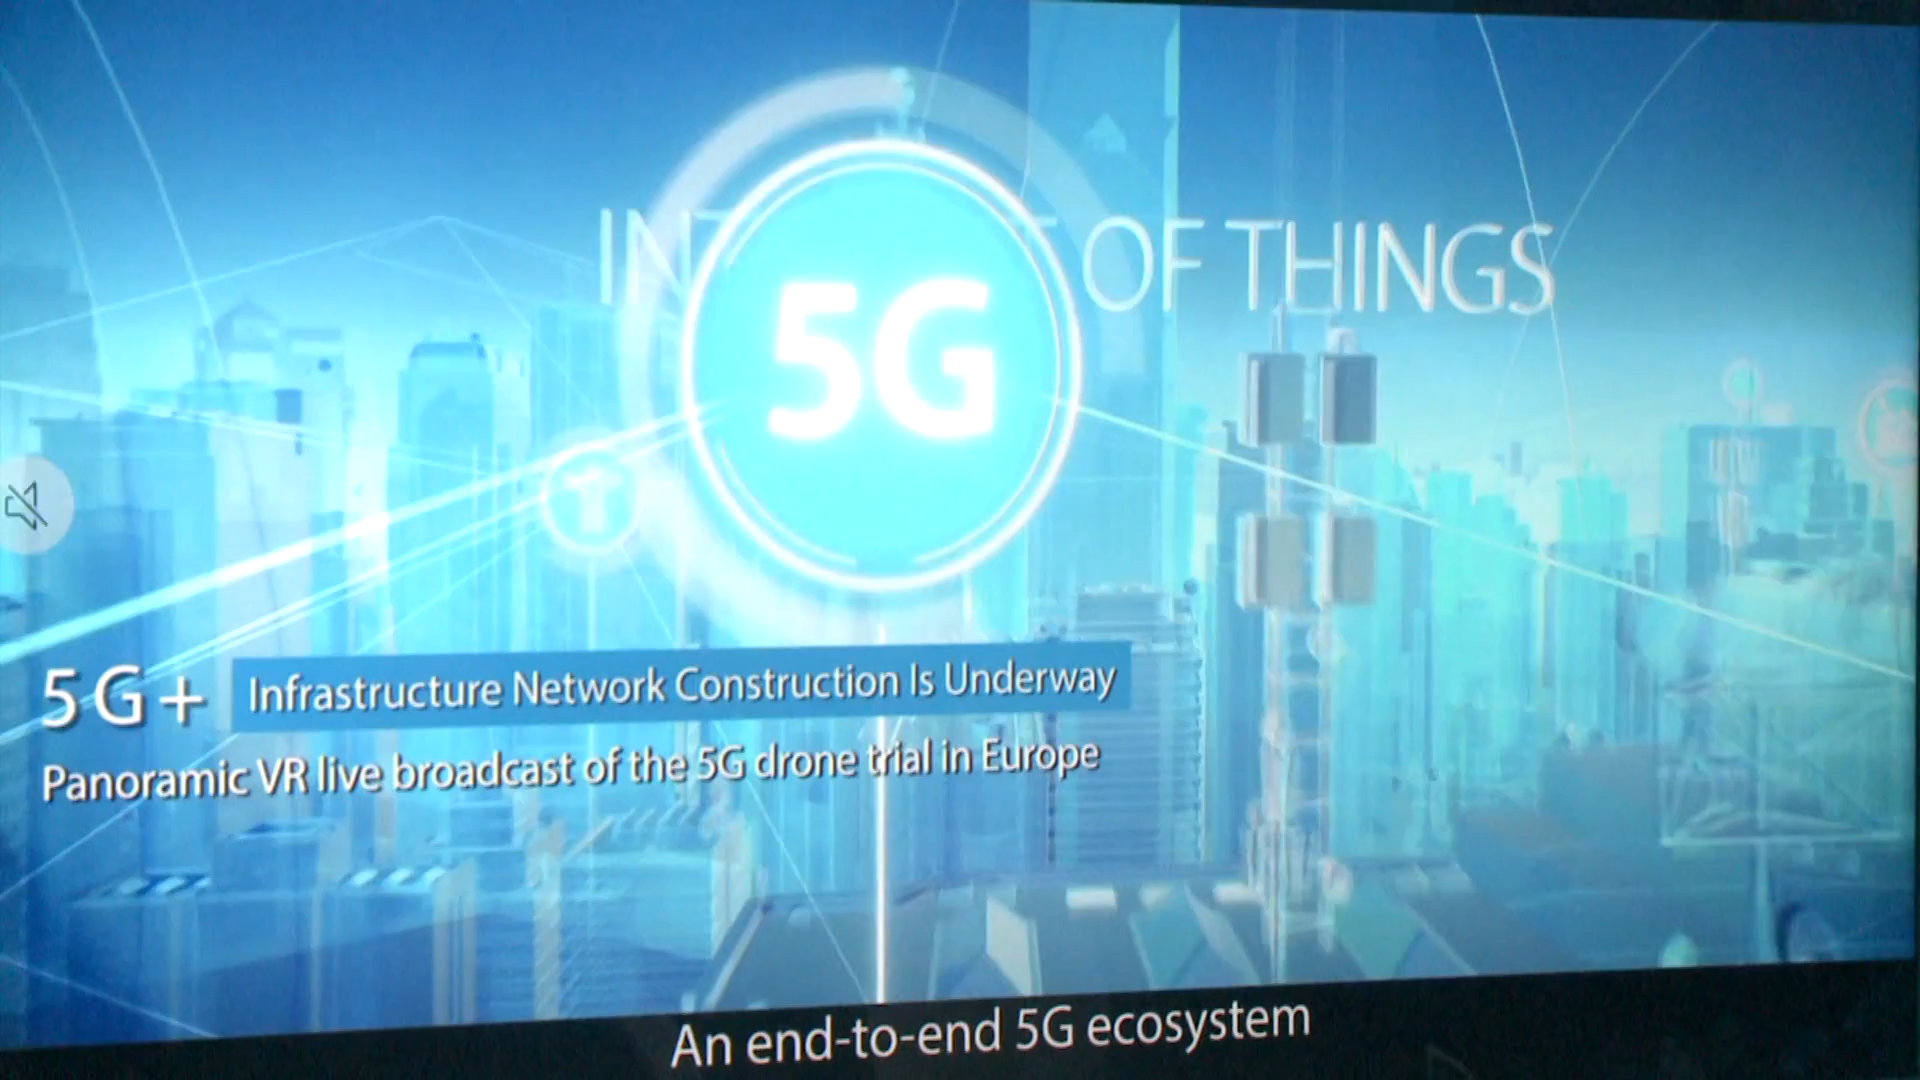 OF THINGS
5G
5G+ Infrastructure Network Construction Is Underway
Panoramic VR live broadcast of the 5G drone trial in Europe
An end-to-end 5G ecosystem